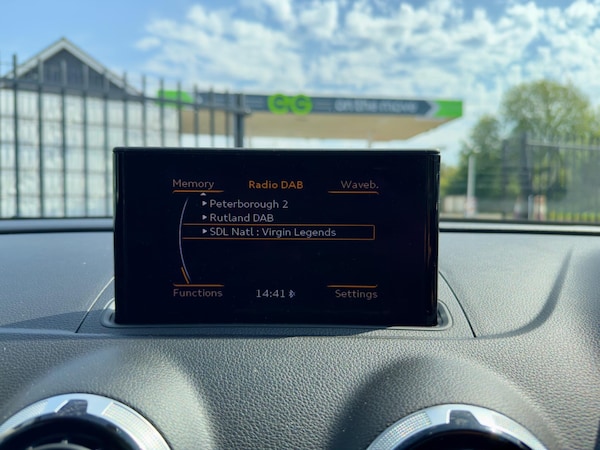 on the move
Memory Radio DAB Waveb.
Peterborough 2
Rutland DAB
SDL Natl : Virgin Legends
Functions 14:41 Settings